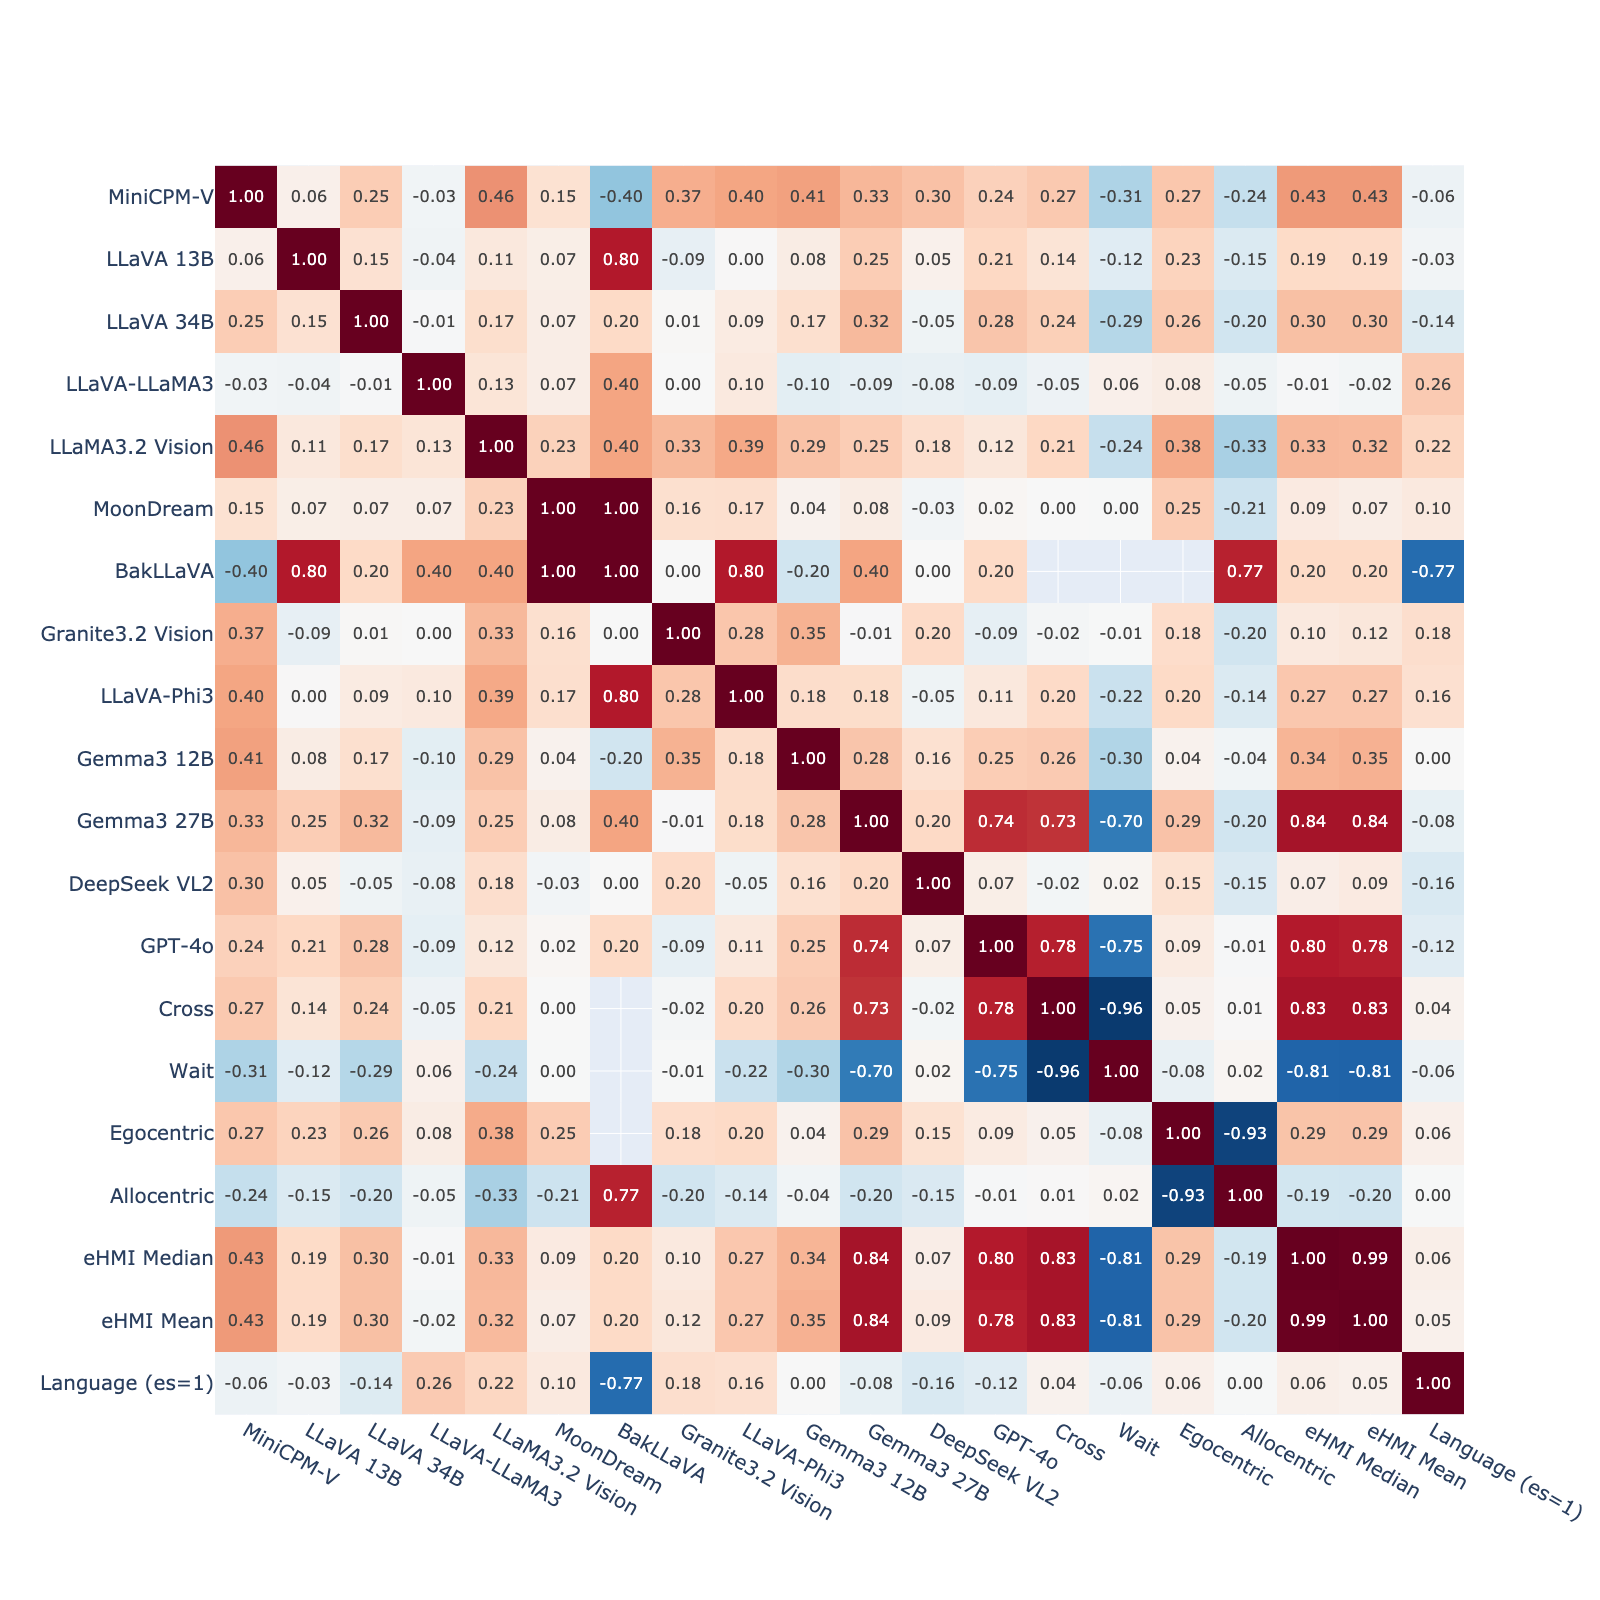 MiniCPM-V 1.00 0.06 0.25 -0.03 0.46 0.15 -0.40 0.37 0.40 0.41 0.33 0.30 0.24 0.27 -0.31 0.27 -0.24 0.43 0.43 -0.06
LLaVA 13B 0.06 1.00 0.15 -0.04 0.11 0.07 0.80 -0.09 0.00 0.08 0.25 0.05 0.21 0.14 -0.12 0.23 -0.15 0.19 0.19 -0.03
LLaVA 34B 0.25 0.15 1.00 -0.01 0.17 0.07 0.20 0.01 0.09 0.17 0.32 -0.05 0.28 0.24 -0.29 0.26 -0.20 0.30 0.30 -0.14
LLaVA-LLaMA3 -0.03 -0.04 -0.01 1.00 0.13 0.07 0.40 0.00 0.10 -0.10 -0.09 -0.08 -0.09 -0.05 0.06 0.08 -0.05 -0.01 -0.02 0.26
LLaMA3.2 Vision 0.46 0.11 0.17 0.13 1.00 0.23 0.40 0.33 0.39 0.29 0.25 0.18 0.12 0.21 -0.24 0.38 -0.33 0.33 0.32 0.22
MoonDream 0.15 0.07 0.07 0.07 0.23 1.00 1.00 0.16 0.17 0.04 0.08 -0.03 0.02 0.00 0.00 0.25 -0.21 0.09 0.07 0.10
BakLLaVA -0.40 0.80 0.20 0.40 0.40 1.00 1.00 0.00 0.80 -0.20 0.40 0.00 0.20 0.77 0.20 0.20 -0.77
Granite3.2 Vision 0.37 -0.09 0.01 0.00 0.33 0.16 0.00 1.00 0.28 0.35 -0.01 0.20 -0.09 -0.02 -0.01 0.18 -0.20 0.10 0.12 0.18
LLaVA-Phi3 0.40 0.00 0.09 0.10 0.39 0.17 0.80 0.28 1.00 0.18 0.18 -0.05 0.11 0.20 -0.22 0.20 -0.14 0.27 0.27 0.16
Gemma3 12B 0.41 0.08 0.17 -0.10 0.29 0.04 -0.20 0.35 0.18 1.00 0.28 0.16 0.25 0.26 -0.30 0.04 -0.04 0.34 0.35 0.00
Gemma3 27B 0.33 0.25 0.32 -0.09 0.25 0.08 0.40 -0.01 0.18 0.28 1.00 0.20 0.74 0.73 -0.70 0.29 -0.20 0.84 0.84 -0.08
DeepSeek VL2 0.30 0.05 -0.05 -0.08 0.18 -0.03 0.00 0.20 -0.05 0.16 0.20 1.00 0.07 -0.02 0.02 0.15 -0.15 0.07 0.09 -0.16
GPT-4o 0.24 0.21 0.28 -0.09 0.12 0.02 0.20 -0.09 0.11 0.25 0.74 0.07 1.00 0.78 -0.75 0.09 -0.01 0.80 0.78 -0.12
Cross 0.27 0.14 0.24 -0.05 0.21 0.00 -0.02 0.20 0.26 0.73 -0.02 0.78 1.00 -0.96 0.05 0.01 0.83 0.83 0.04
Wait -0.31 -0.12 -0.29 0.06 -0.24 0.00 -0.01 -0.22 -0.30 -0.70 0.02 -0.75 -0.96 1.00 -0.08 0.02 -0.81 -0.81 -0.06
Egocentric 0.27 0.23 0.26 0.08 0.38 0.25 0.18 0.20 0.04 0.29 0.15 0.09 0.05 -0.08 1.00 -0.93 0.29 0.29 0.06
Allocentric -0.24 -0.15 -0.20 -0.05 -0.33 -0.21 0.77 -0.20 -0.14 -0.04 -0.20 -0.15 -0.01 0.01 0.02 -0.93 1.00 -0.19 -0.20 0.00
eHMI Median 0.43 0.19 0.30 -0.01 0.33 0.09 0.20 0.10 0.27 0.34 0.84 0.07 0.80 0.83 -0.81 0.29 -0.19 1.00 0.99 0.06
eHMI Mean 0.43 0.19 0.30 -0.02 0.32 0.07 0.20 0.12 0.27 0.35 0.84 0.09 0.78 0.83 -0.81 0.29 -0.20 0.99 1.00 0.05
Language (es=1) -0.06 -0.03 -0.14 0.26 0.22 0.10 -0.77 0.18 0.16 0.00 -0.08 -0.16 -0.12 0.04 -0.06 0.06 0.00 0.06 0.05 1.00
MiniCPM-V
LLaVA 13B
LLaVA 34B
LLaVA-LLaMA3
LLaMA3.2 Vision
MoonDream
BakLLaVA
Granite3.2 Vision
LLaVA-Phi3
Gemma3 12B
Gemma3 27B
DeepSeek VL2
GPT-4o
Cross
Wait
Egocentric
Allocentric
eHMI Median
eHMI Mean
Language (es=1)